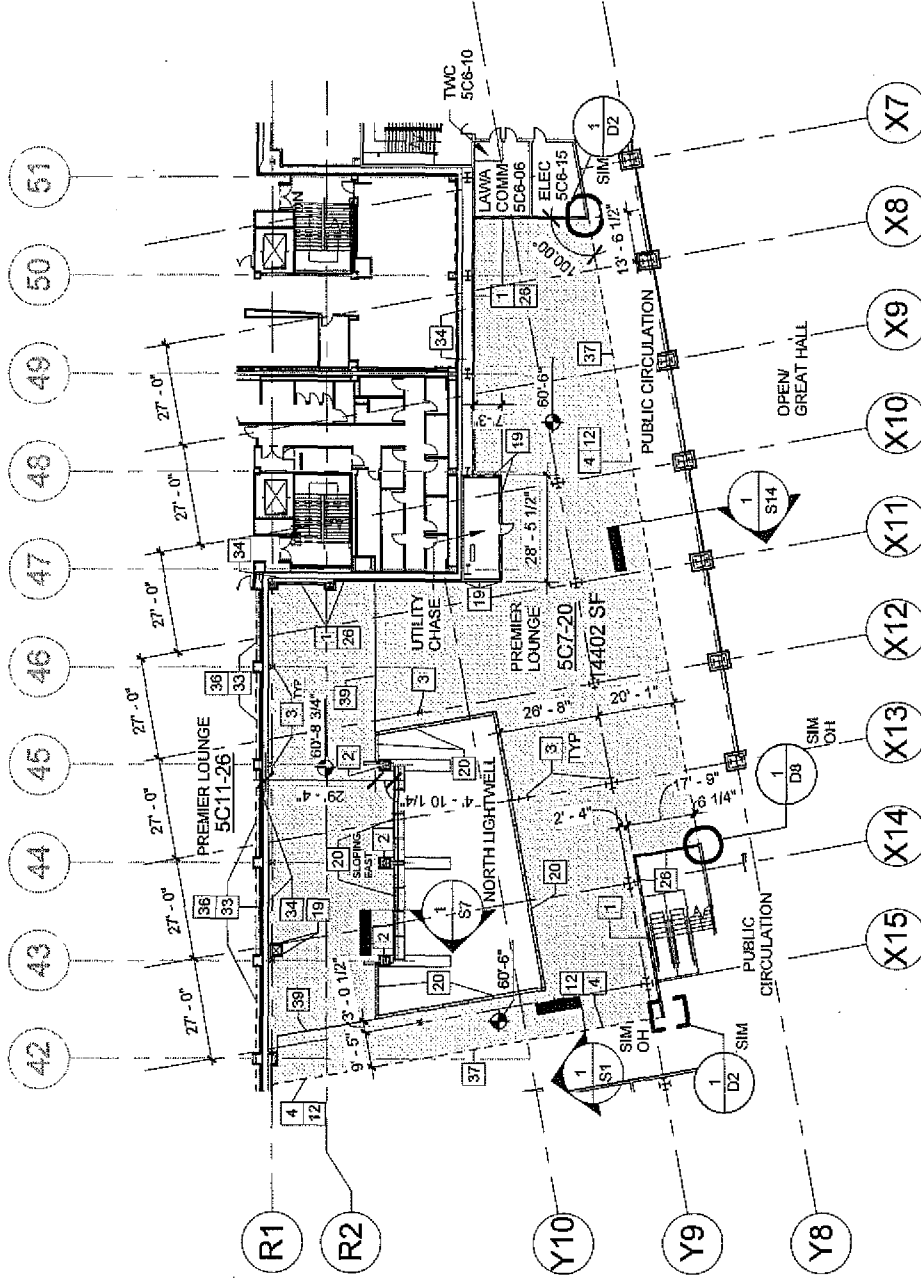 42
43
44
45
46
47
48
49
50
51
27' - 0"
27' - 0"
27' - 0"
27' - 0"
27' - 0"
27' - 0"
R1
R2
Y10
Y9
Y8
X15
X14
X13
X12
X11
X10
X9
X8
X7
PREMIER LOUNGE
5C11-26
36
33
36
33
34
34
34
19
39
4
12
60'-8 3/4"
3
TYP
1
26
39
3
29' - 4"
2
2
2
20
SLOPING
EAST
4' - 10 1/4"
20
NORTH LIGHTWELL
1
S7
20
3' - 0 1/2"
9' - 5"
37
60'-6"
12
4
1
S1
SIM
OH
SIM
1
D2
UTILITY
CHASE
19
19
7'-3"
28' - 5 1/2"
PREMIER
LOUNGE
5C7-20
14402 SF
60'-6"
4
12
37
1
26
26' - 8"
20' - 1"
3
TYP
2' - 4"
17' - 9"
6 1/4"
20
1
26
1
D8
SIM
OH
PUBLIC
CIRCULATION
1
S14
PUBLIC CIRCULATION
OPEN/
GREAT HALL
TWC
5C6-10
LAWA
COMM
5C6-06
ELEC
5C6-15
1
D2
SIM
100.00°
13' - 6 1/2"